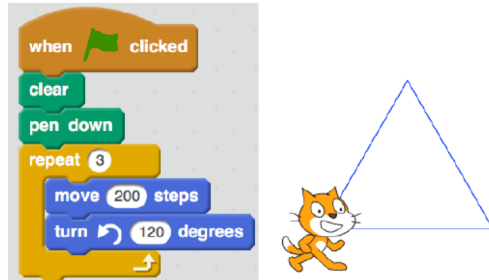 when clicked
clear
pen down
repeat 3
move 200 steps
turn 120 degrees